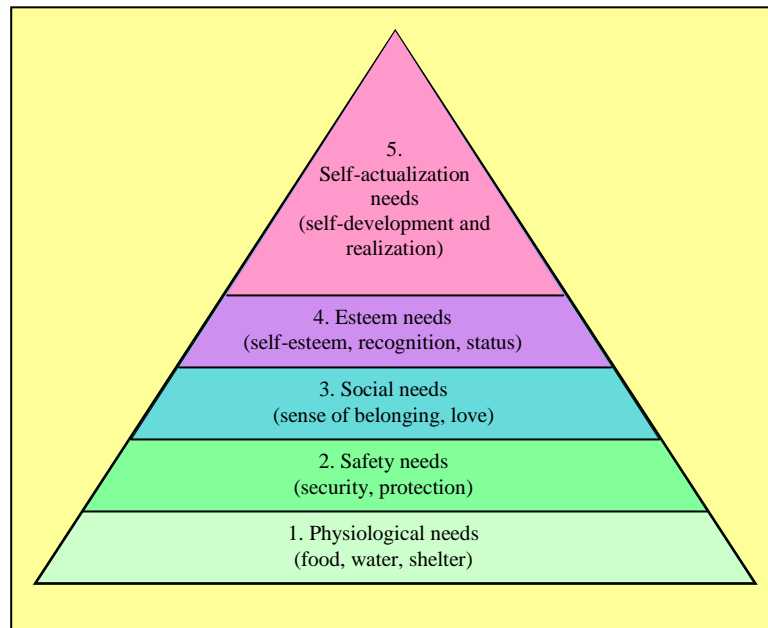 5.
Self-actualization
needs
(self-development and
realization)
4. Esteem needs
(self-esteem, recognition, status)
3. Social needs
(sense of belonging, love)
2. Safety needs
(security, protection)
1. Physiological needs
(food, water, shelter)